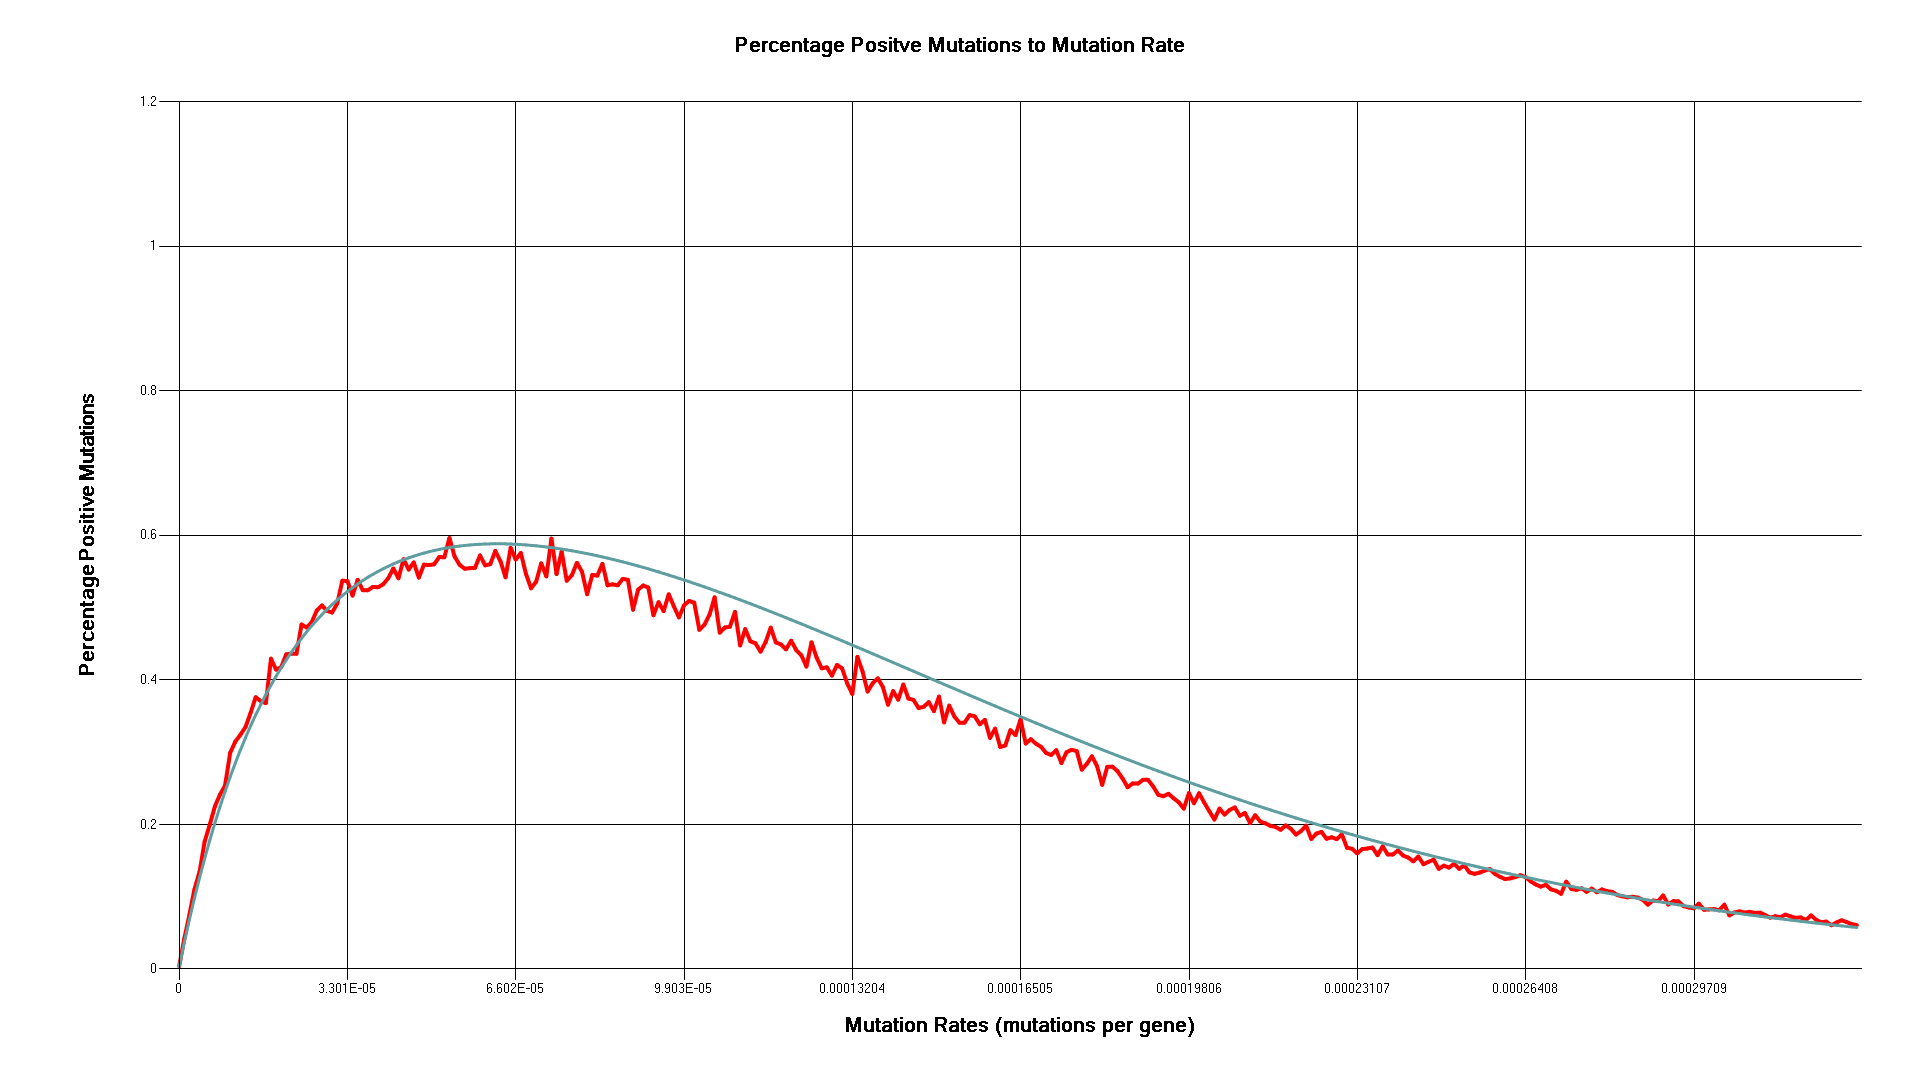 Percentage Positve Mutations to Mutation Rate
1.2
1
0.8
0.6
0.4
0.2
0
Percentage Positive Mutations
0 3.301E-05 6.602E-05 9.903E-05 0.00013204 0.00016505 0.00019806 0.00023107 0.00026408 0.00029709
Mutation Rates (mutations per gene)